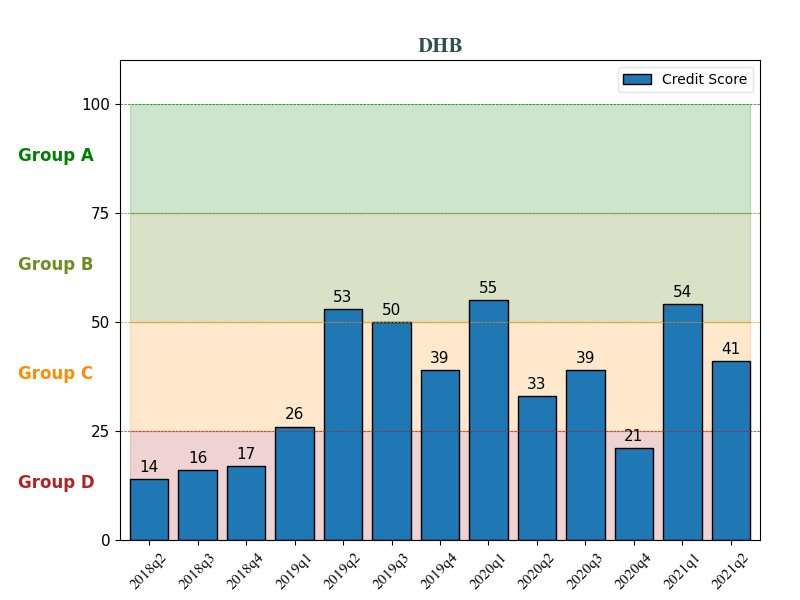 DHB
Credit Score
100
Group A
75
Group B
50
Group C
25
Group D
0
14
16
17
26
53
50
39
55
33
39
21
54
41
2018q2
2018q3
2018q4
2019q1
2019q2
2019q3
2019q4
2020q1
2020q2
2020q3
2020q4
2021q1
2021q2